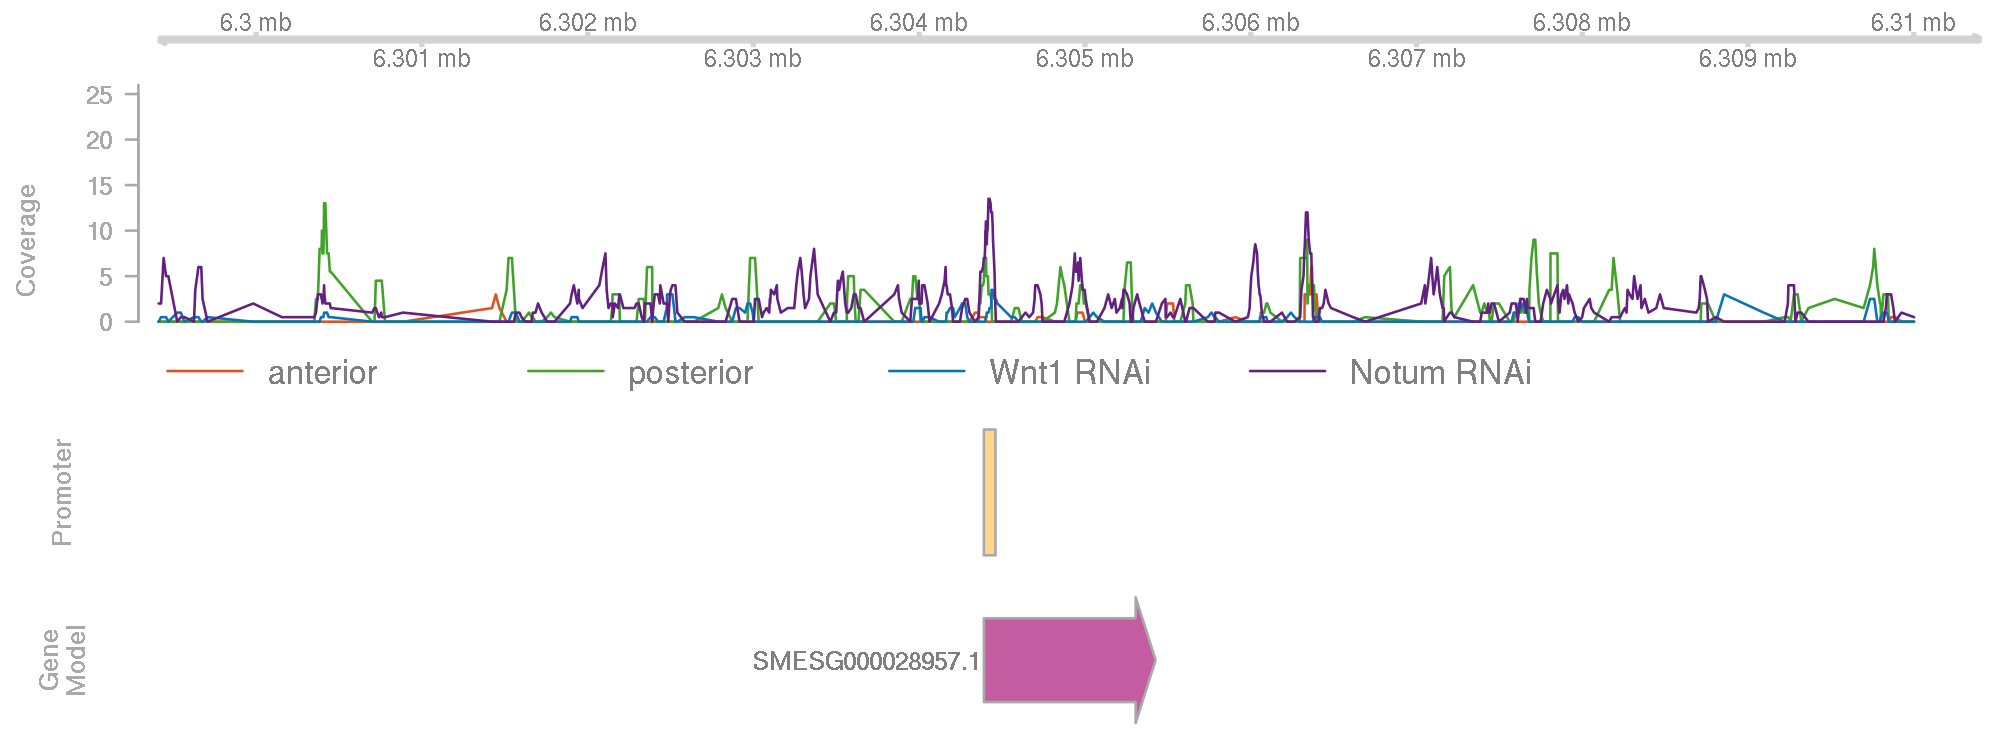 6.3 mb 6.302 mb 6.304 mb 6.306 mb 6.308 mb 6.31 mb
6.301 mb 6.303 mb 6.305 mb 6.307 mb 6.309 mb
25
20
15
10
5
0
Coverage
anterior posterior Wnt1 RNAi Notum RNAi
Promoter
Gene
Model
SMESG000028957.1